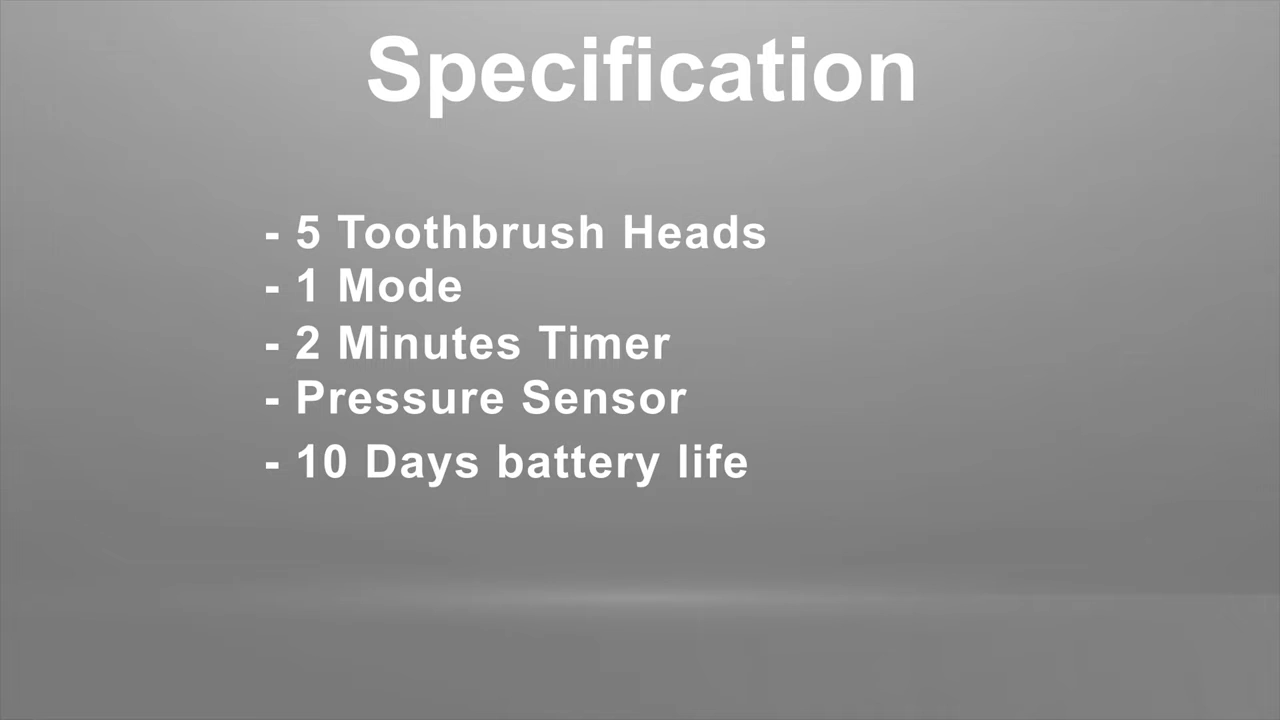 Specification
- 5 Toothbrush Heads
- 1 Mode
- 2 Minutes Timer
- Pressure Sensor
- 10 Days battery life